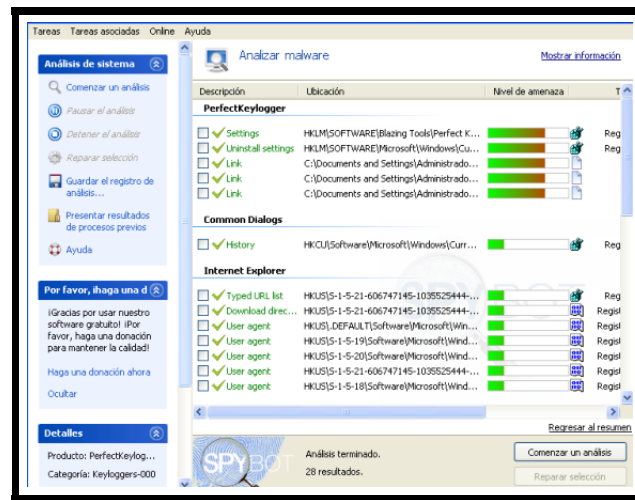 Tareas Tareas asociadas Online Ayuda
Análisis de sistema
Comenzar un análisis
Pausar el análisis
Detener el análisis
Reparar selección
Guardar el registro de
análisis...
Presentar resultados
de procesos previos
Ayuda
Por favor, ¡haga una d
¡Gracias por usar nuestro
software gratuito! ¡Por
favor, haga una donación
para mantener la calidad!
Haga una donación ahora
Ocultar
Detalles
Producto: PerfectKeylog...
Categoría: Keyloggers-000
Analizar malware
Mostrar información
Descripción Ubicación Nivel de amenaza T
PerfectKeylogger
Settings HKLM\SOFTWARE\Blazing Tools\Perfect K... Reg
Uninstall settings HKLM\SOFTWARE\Microsoft\Windows\Cu... Reg
Link C:\Documents and Settings\Administrado...
Link C:\Documents and Settings\Administrado...
Link C:\Documents and Settings\Administrado...
Common Dialogs
History HKCU\Software\Microsoft\Windows\Curr... Reg
Internet Explorer
Typed URL list HKUS\S-1-5-21-606747145-1035525444-... Reg
Download direc... HKUS\S-1-5-21-606747145-1035525444-... Regist
User agent HKUS\.DEFAULT\Software\Microsoft\Win... Regist
User agent HKUS\S-1-5-19\Software\Microsoft\Wind... Regist
User agent HKUS\S-1-5-20\Software\Microsoft\Wind... Regist
User agent HKUS\S-1-5-21-606747145-1035525444-... Regist
User agent HKUS\S-1-5-18\Software\Microsoft\Wind... Regist
Regresar al resumen
SPYBOT
Análisis terminado.
28 resultados.
Comenzar un análisis
Reparar selección